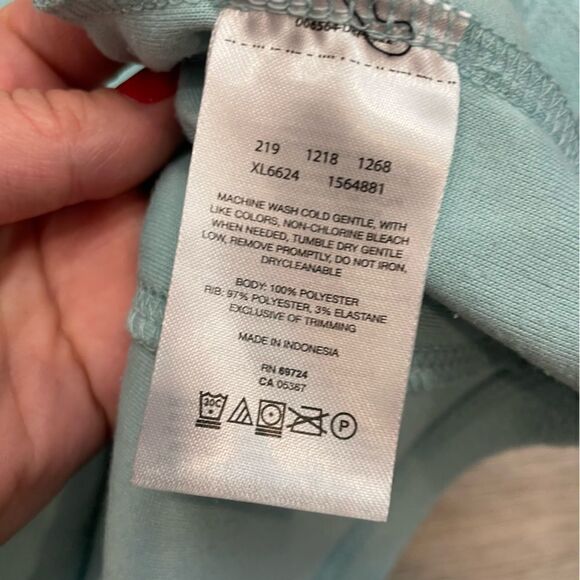 219 1218 1268
XL6624 1564881
MACHINE WASH COLD GENTLE, WITH
LIKE COLORS, NON-CHLORINE BLEACH
WHEN NEEDED, TUMBLE DRY GENTLE
LOW, REMOVE PROMPTLY, DO NOT IRON,
DRYCLEANABLE
BODY: 100% POLYESTER
RIB: 97% POLYESTER, 3% ELASTANE
EXCLUSIVE OF TRIMMING
MADE IN INDONESIA
RN 69724
CA 05367
30C P